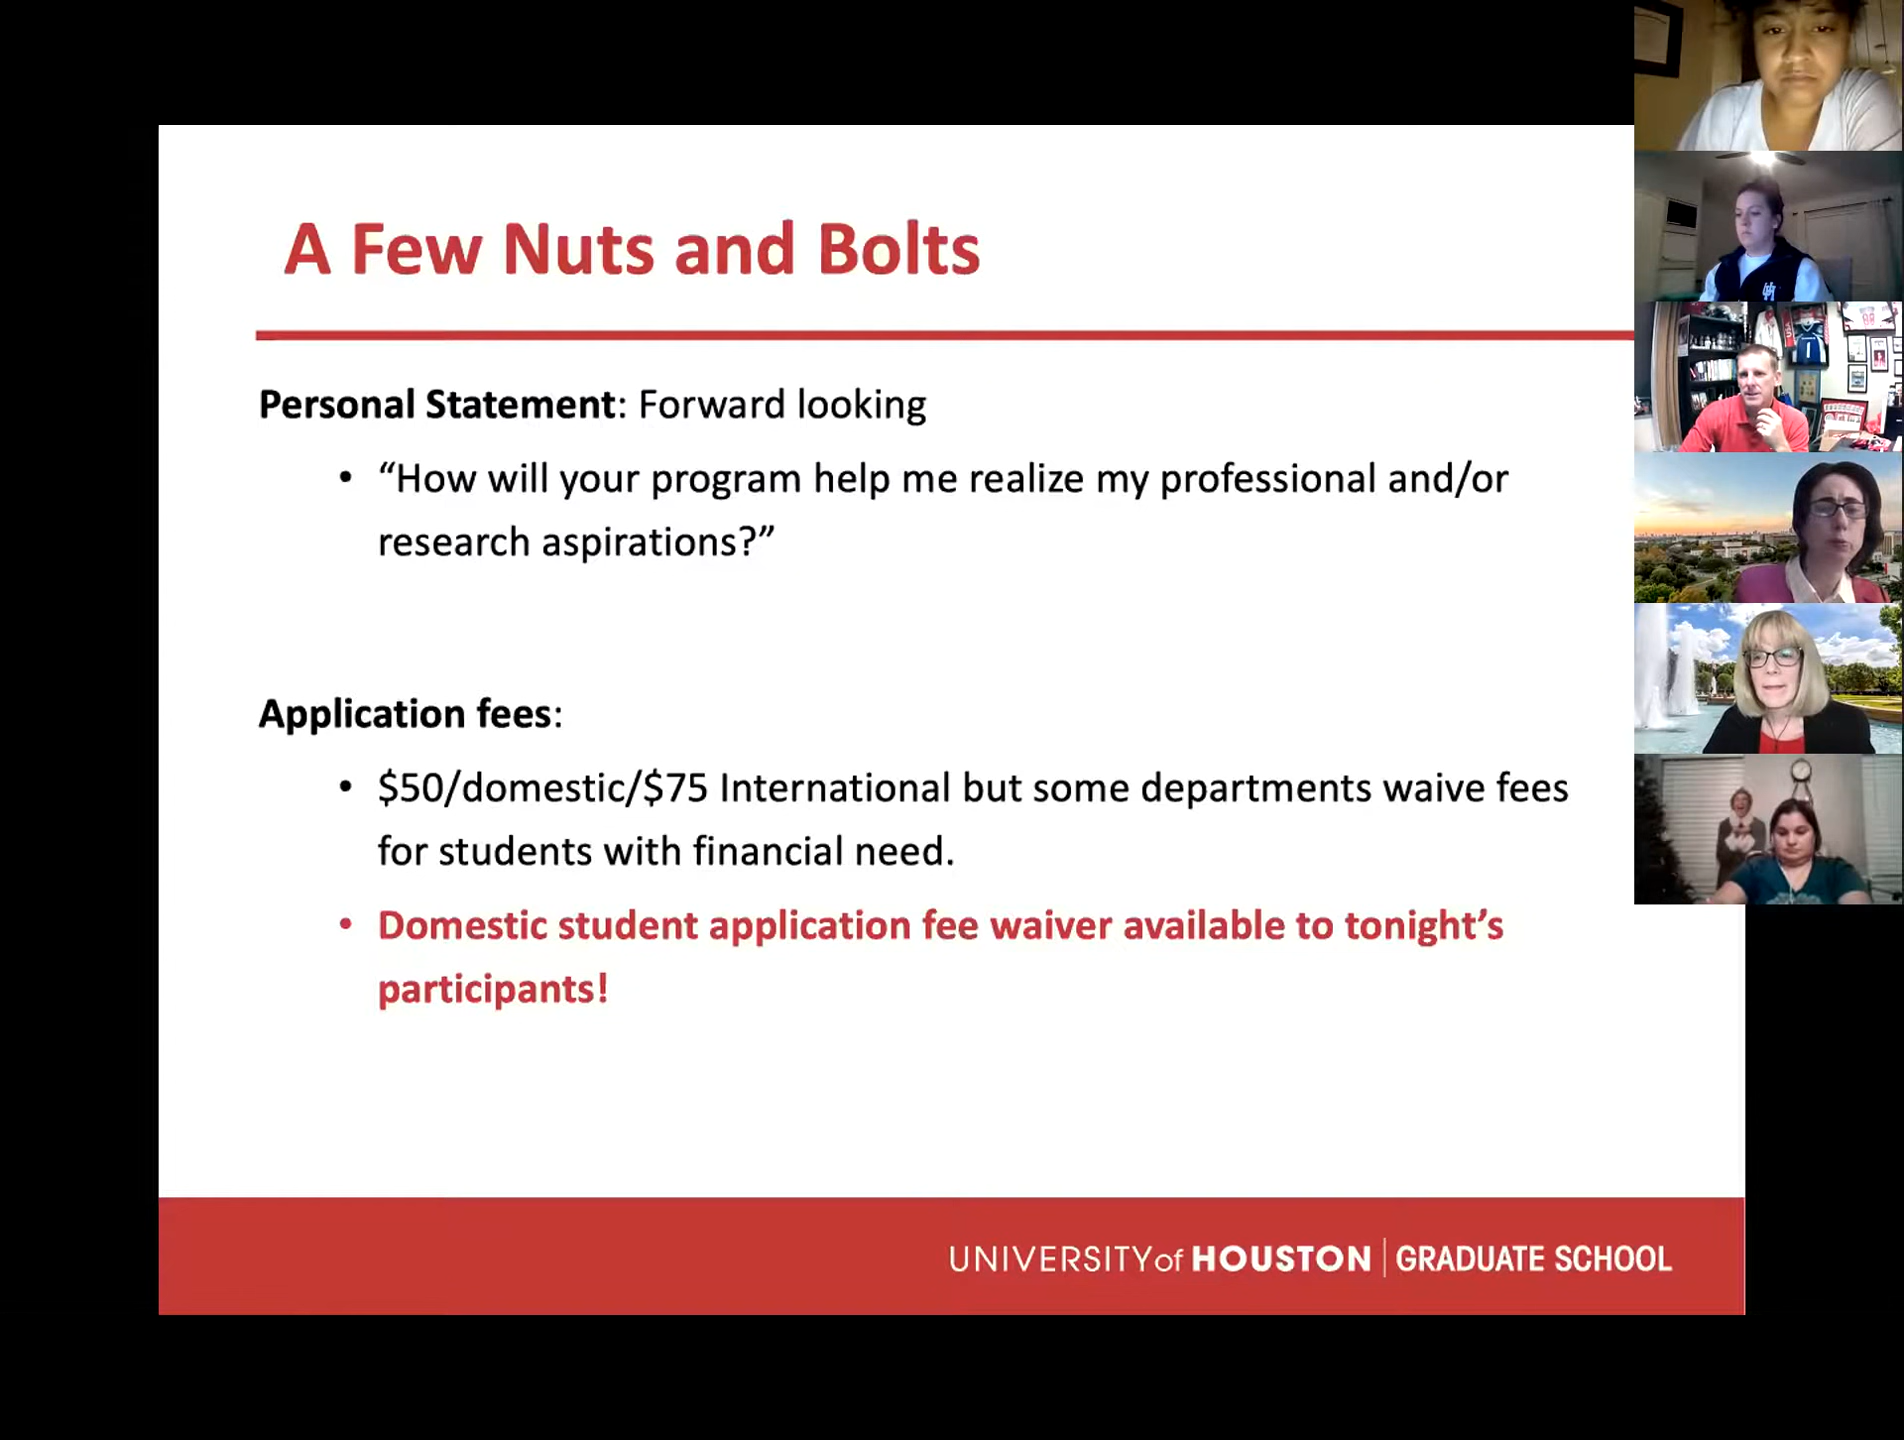 A Few Nuts and Bolts
Personal Statement: Forward looking
• “How will your program help me realize my professional and/or
research aspirations?”
Application fees:
• $50/domestic/$75 International but some departments waive fees
for students with financial need.
• Domestic student application fee waiver available to tonight’s
participants!
UNIVERSITY of HOUSTON | GRADUATE SCHOOL